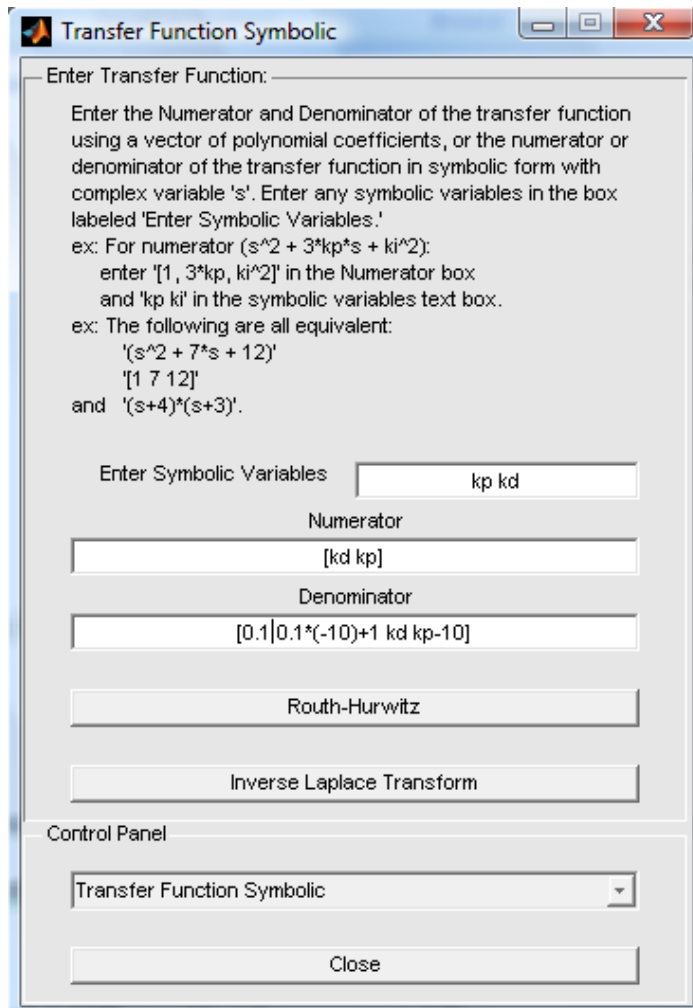 Transfer Function Symbolic
Enter Transfer Function:
Enter the Numerator and Denominator of the transfer function
using a vector of polynomial coefficients, or the numerator or
denominator of the transfer function in symbolic form with
complex variable 's'. Enter any symbolic variables in the box
labeled 'Enter Symbolic Variables.'
ex: For numerator (s^2 + 3*kp*s + ki^2):
enter '[1, 3*kp, ki^2]' in the Numerator box
and 'kp ki' in the symbolic variables text box.
ex: The following are all equivalent:
'(s^2 + 7*s + 12)'
'[1 7 12]'
and '(s+4)*(s+3)'.
Enter Symbolic Variables kp kd
Numerator
[kd kp]
Denominator
[0.1 0.1*(-10)+1 kd kp-10]
Routh-Hurwitz
Inverse Laplace Transform
Control Panel
Transfer Function Symbolic
Close